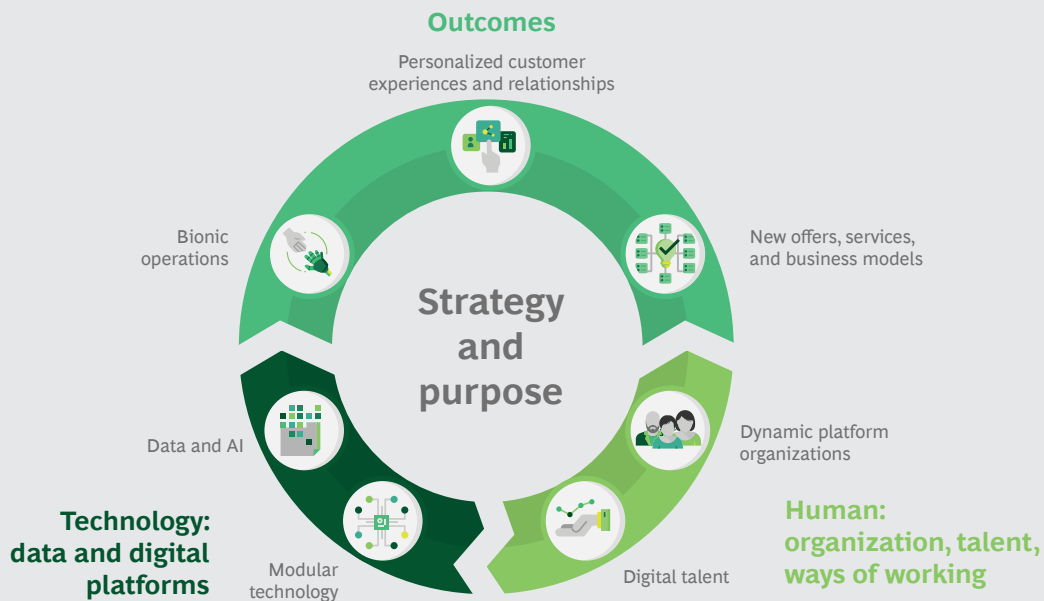 Outcomes
Personalized customer
experiences and relationships
Bionic
operations
New offers, services,
and business models
Strategy
and
purpose
Data and AI
Dynamic platform
organizations
Technology:
data and digital
platforms
Modular
technology
Digital talent
Human:
organization, talent,
ways of working